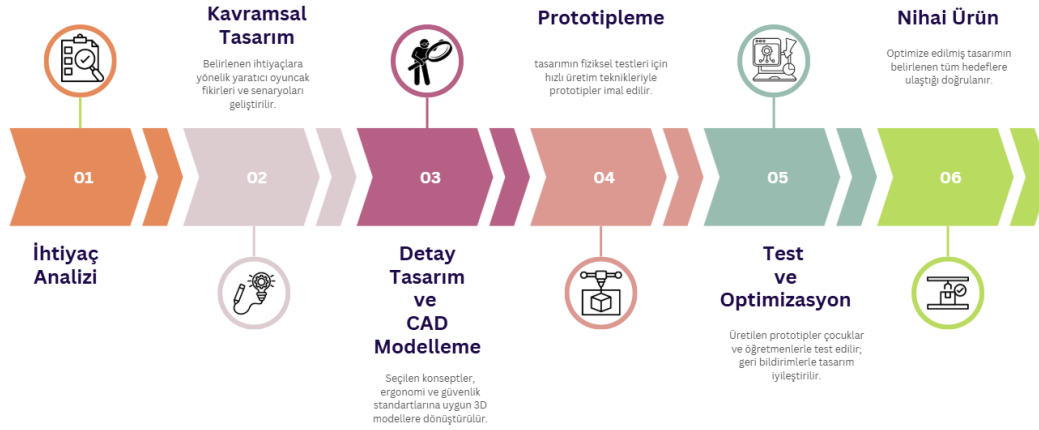 01
İhtiyaç
Analizi
Kavramsal
Tasarım
Belirlenen ihtiyaçlara
yönelik yaratıcı oyuncak
fikirleri ve senaryoları
geliştirilir.
02
03
Detay
Tasarım
ve
CAD
Modelleme
Seçilen konseptler,
ergonomi ve güvenlik
standartlarına uygun 3D
modellere dönüştürülür.
Prototipleme
tasarımın fiziksel testleri için
hızlı üretim teknikleriyle
prototipler imal edilir.
04
05
Test
ve
Optimizasyon
Üretilen prototipler çocuklar
ve öğretmenlerle test edilir;
geri bildirimlerle tasarım
iyileştirilir.
Nihai Ürün
Optimize edilmiş tasarımın
belirlenen tüm hedeflere
ulaştığı doğrulanır.
06